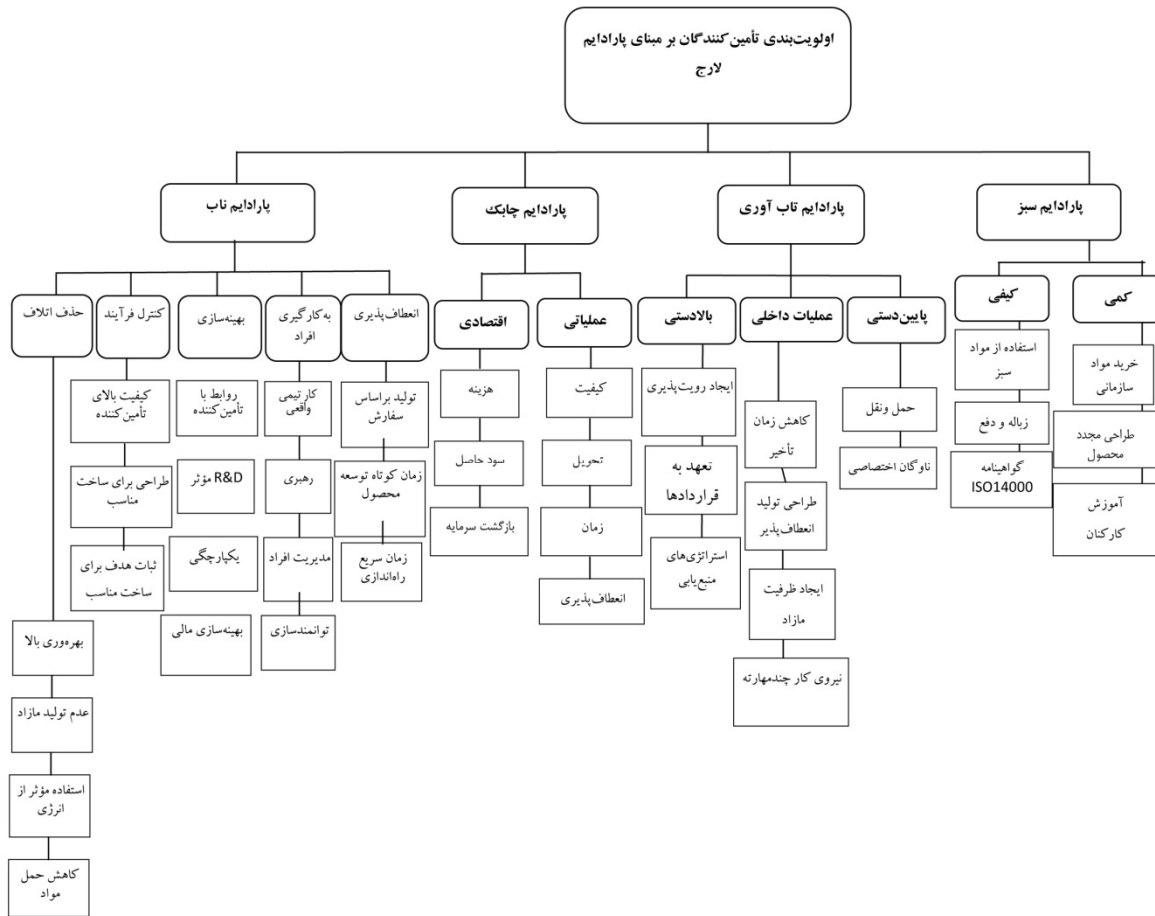 اولویت‌بندی تأمین‌کنندگان بر مبنای پارادایم
لارج
پارادایم سبز
پارادایم تاب آوری
پارادایم چابک
پارادایم ناب
کمی
کیفی
پایین‌دستی
عملیات داخلی
بالادستی
عملیاتی
اقتصادی
انعطاف‌پذیری
به‌کارگیری
افراد
بهینه‌سازی
کنترل فرآیند
حذف اتلاف
خرید مواد
سازمانی
طراحی مجدد
محصول
آموزش
کارکنان
استفاده از مواد
سبز
زباله و دفع
گواهینامه
ISO14000
حمل ونقل
ناوگان اختصاصی
کاهش زمان
تأخیر
طراحی تولید
انعطاف‌پذیر
ایجاد ظرفیت
مازاد
نیروی کار چندمهارته
ایجاد رویت‌پذیری
تعهد به
قراردادها
استراتژی‌های
منبع‌یابی
کیفیت
تحویل
زمان
انعطاف‌پذیری
هزینه
سود حاصل
بازگشت سرمایه
تولید براساس
سفارش
زمان کوتاه توسعه
محصول
زمان سریع
راه‌اندازی
کار تیمی
واقعی
رهبری
مدیریت افراد
توانمندسازی
روابط با
تأمین‌کننده
R&D مؤثر
یکپارچگی
بهینه‌سازی مالی
کیفیت بالای
تأمین‌کننده
طراحی برای ساخت
مناسب
ثبات هدف برای
ساخت مناسب
بهره‌وری بالا
عدم تولید مازاد
استفاده مؤثر از
انرژی
کاهش حمل
مواد